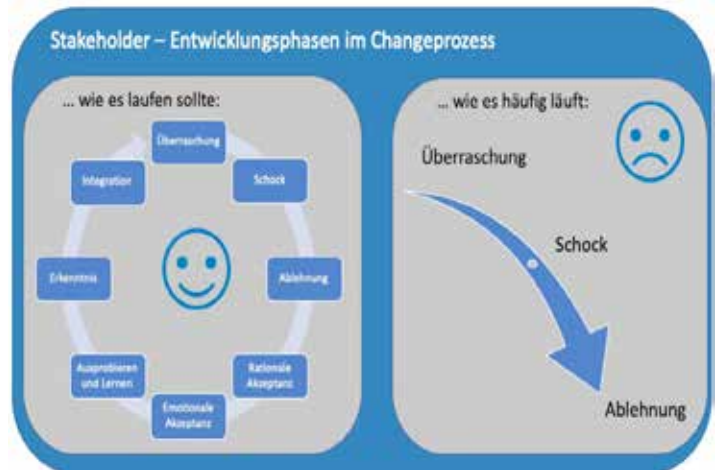 Stakeholder – Entwicklungsphasen im Changeprozess
... wie es laufen sollte:
Überraschung
Schock
Ablehnung
Rationale
Akzeptanz
Emotionale
Akzeptanz
Ausprobieren
und Lernen
Erkenntnis
Integration
... wie es häufig läuft:
Überraschung
Schock
Ablehnung